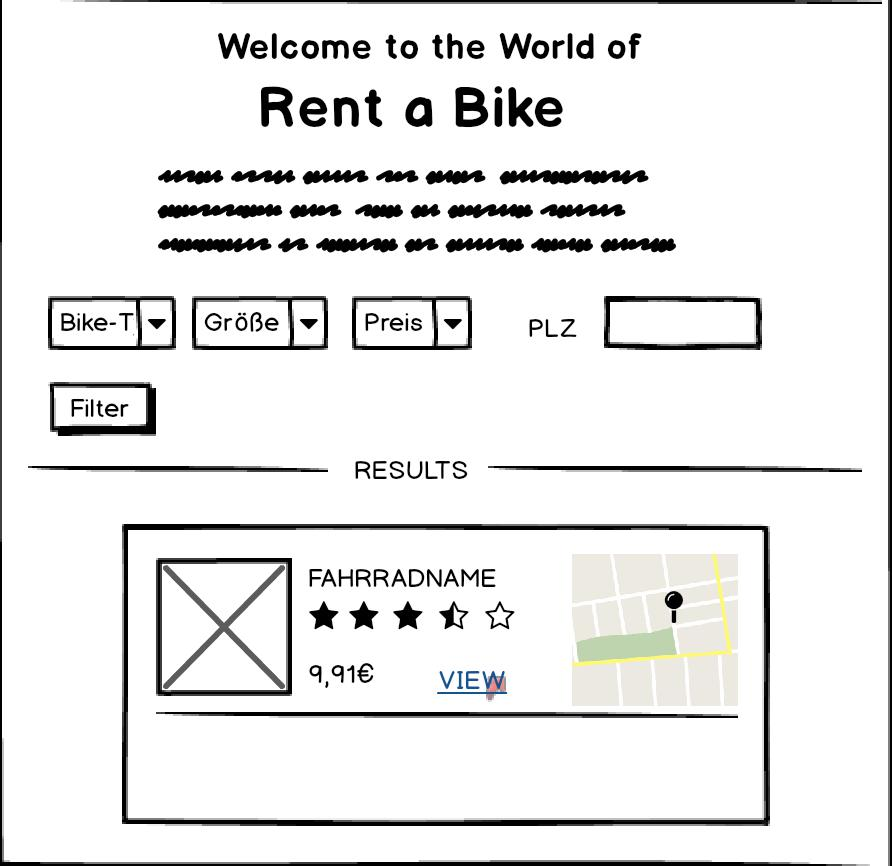 Welcome to the World of
Rent a Bike
Bike-T Größe Preis PLZ
Filter
RESULTS
FAHRRADNAME
9,91€ VIEW